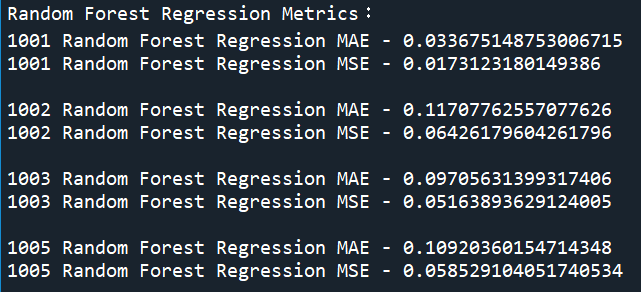 Random Forest Regression Metrics：
1001 Random Forest Regression MAE - 0.033675148753006715
1001 Random Forest Regression MSE - 0.0173123180149386
1002 Random Forest Regression MAE - 0.11707762557077626
1002 Random Forest Regression MSE - 0.06426179604261796
1003 Random Forest Regression MAE - 0.09705631399317406
1003 Random Forest Regression MSE - 0.05163893629124005
1005 Random Forest Regression MAE - 0.10920360154714348
1005 Random Forest Regression MSE - 0.058529104051740534